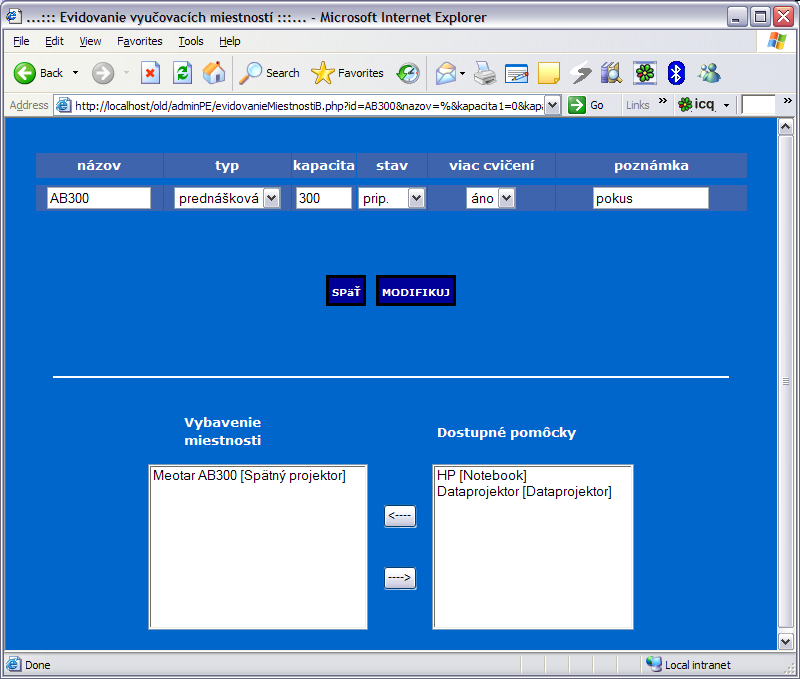 ...::: Evidovanie vyučovacích miestností :::... - Microsoft Internet Explorer
File Edit View Favorites Tools Help
Back Search Favorites
Address http://localhost/old/adminPE/evidovanieMiestnostiB.php?id=AB300&nazov=%&kapacita1=0&kapa Go Links » icq »
názov typ kapacita stav viac cvičení poznámka
AB300 prednášková 300 prip. áno pokus
SPäŤ MODIFIKUJ
Vybavenie
miestnosti
Dostupné pomôcky
Meotar AB300 [Spätný projektor]
HP [Notebook]
Dataprojektor [Dataprojektor]
<----
---->
Done Local intranet